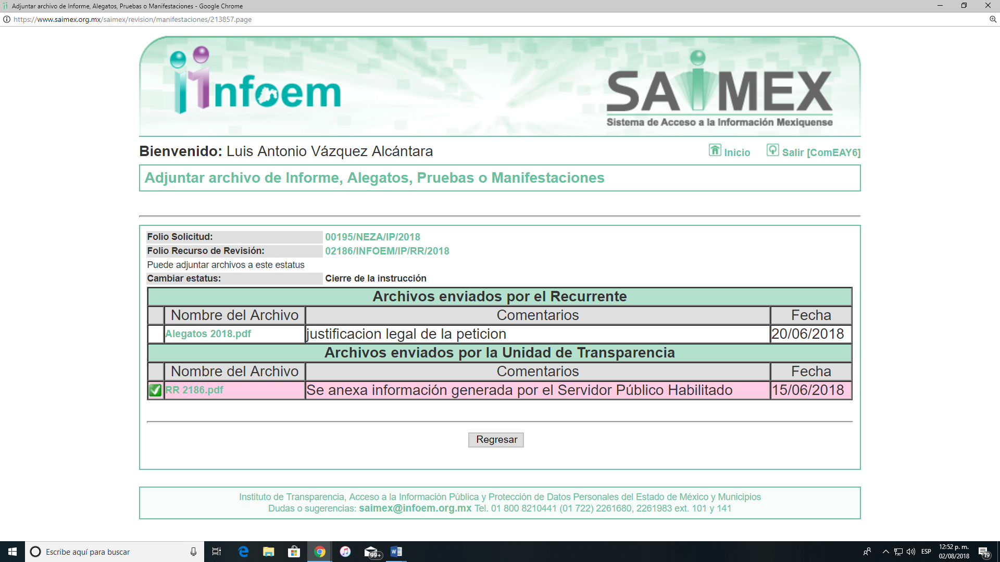 Adjuntar archivo de Informe, Alegatos, Pruebas o Manifestaciones - Google Chrome
https://www.saimex.org.mx/saimex/revision/manifestaciones/213857.page
infoem
SAiMEX
Sistema de Acceso a la Información Mexiquense
Bienvenido: Luis Antonio Vázquez Alcántara
Inicio
Salir [ComEAY6]
Adjuntar archivo de Informe, Alegatos, Pruebas o Manifestaciones
Folio Solicitud: 00195/NEZA/IP/2018
Folio Recurso de Revisión: 02186/INFOEM/IP/RR/2018
Puede adjuntar archivos a este estatus
Cambiar estatus: Cierre de la instrucción
Archivos enviados por el Recurrente
Nombre del Archivo Comentarios Fecha
Alegatos 2018.pdf justificacion legal de la peticion 20/06/2018
Archivos enviados por la Unidad de Transparencia
Nombre del Archivo Comentarios Fecha
RR 2186.pdf Se anexa información generada por el Servidor Público Habilitado 15/06/2018
Regresar
Instituto de Transparencia, Acceso a la Información Pública y Protección de Datos Personales del Estado de México y Municipios
Dudas o sugerencias: saimex@infoem.org.mx Tel. 01 800 8210441 (01 722) 2261680, 2261983 ext. 101 y 141
Escribe aquí para buscar
99+
ESP
12:52 p. m.
02/08/2018
19